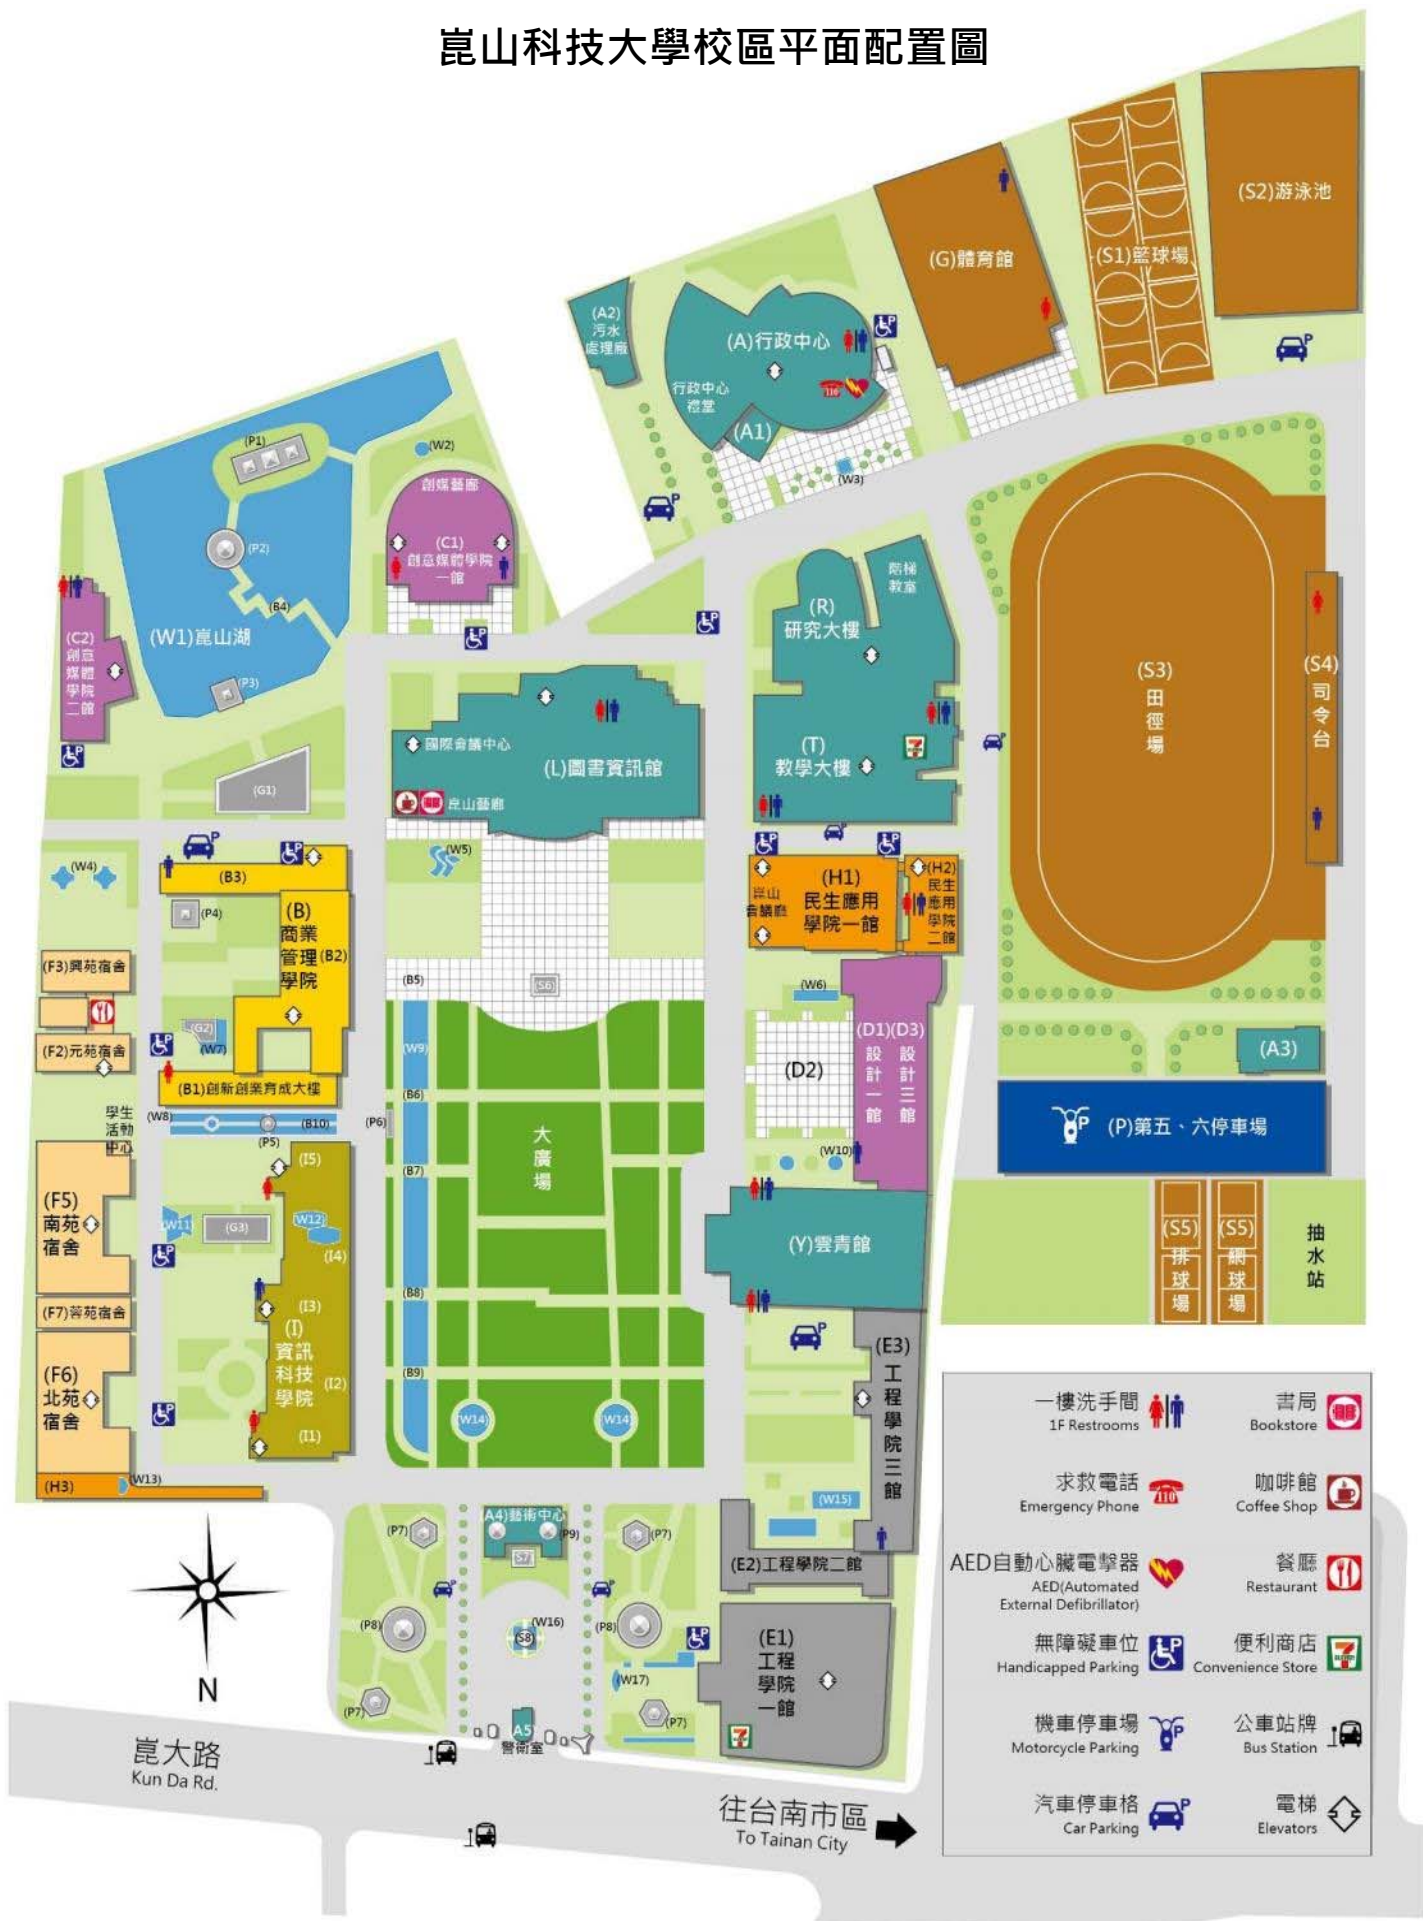 崑山科技大學校區平面配置圖
(S2)游泳池
(S1)籃球場
(G)體育館
(A2)
污水
處理廠
(A)行政中心
行政中心
禮堂
(A1)
(W3)
(P1)
(W2)
創媒藝廊
(C1)
創意媒體學院
一館
(P2)
(B4)
(W1)崑山湖
(P3)
(C2)
創意
媒體
學院
二館
階梯
教室
(R)
研究大樓
(S3)
田
徑
場
(S4)
司
令
台
國際會議中心
(L)圖書資訊館
崑山藝廊
(T)
教學大樓
(G1)
(W5)
(W4)
(B3)
(P4)
(B)
商業
管理
學院
(B2)
(H1)
民生應用
學院一館
崑山
會議廳
(H2)
民生
應用
學院
二館
(F3)興苑宿舍
(F2)元苑宿舍
(G2)
(W7)
(B1)創新創業育成大樓
(B5)
(S6)
(W6)
(W9)
(D1)
設
計
一
館
(D3)
設
計
三
館
(D2)
(A3)
(B6)
學生
活動
中心
(W8)
(B10)
(P5)
(P6)
(P)第五、六停車場
大
廣
場
(B7)
(W10)
(I5)
(F5)
南苑
宿舍
(W11)
(G3)
(W12)
(I4)
(Y)雲青館
(S5)
排
球
場
(S5)
網
球
場
抽
水
站
(F7)蓉苑宿舍
(I3)
(B8)
(I)
資訊
科技
學院
(I2)
(F6)
北苑
宿舍
(B9)
(E3)
工
程
學
院
三
館
(W14)
(W14)
(I1)
(H3)
(W13)
(W15)
(P7)
(A4)藝術中心
(P9)
(P7)
S7
(E2)工程學院二館
(P8)
(W16)
(S8)
(P8)
(E1)
工程
學院
一館
(W17)
(P7)
(P7)
A5
警衛室
N
崑大路
Kun Da Rd.
往台南市區
To Tainan City
一樓洗手間
1F Restrooms
書局
Bookstore
求救電話
Emergency Phone
110
咖啡館
Coffee Shop
AED自動心臟電擊器
AED(Automated
External Defibrillator)
餐廳
Restaurant
無障礙車位
Handicapped Parking
便利商店
Convenience Store
機車停車場
Motorcycle Parking
公車站牌
Bus Station
汽車停車格
Car Parking
電梯
Elevators